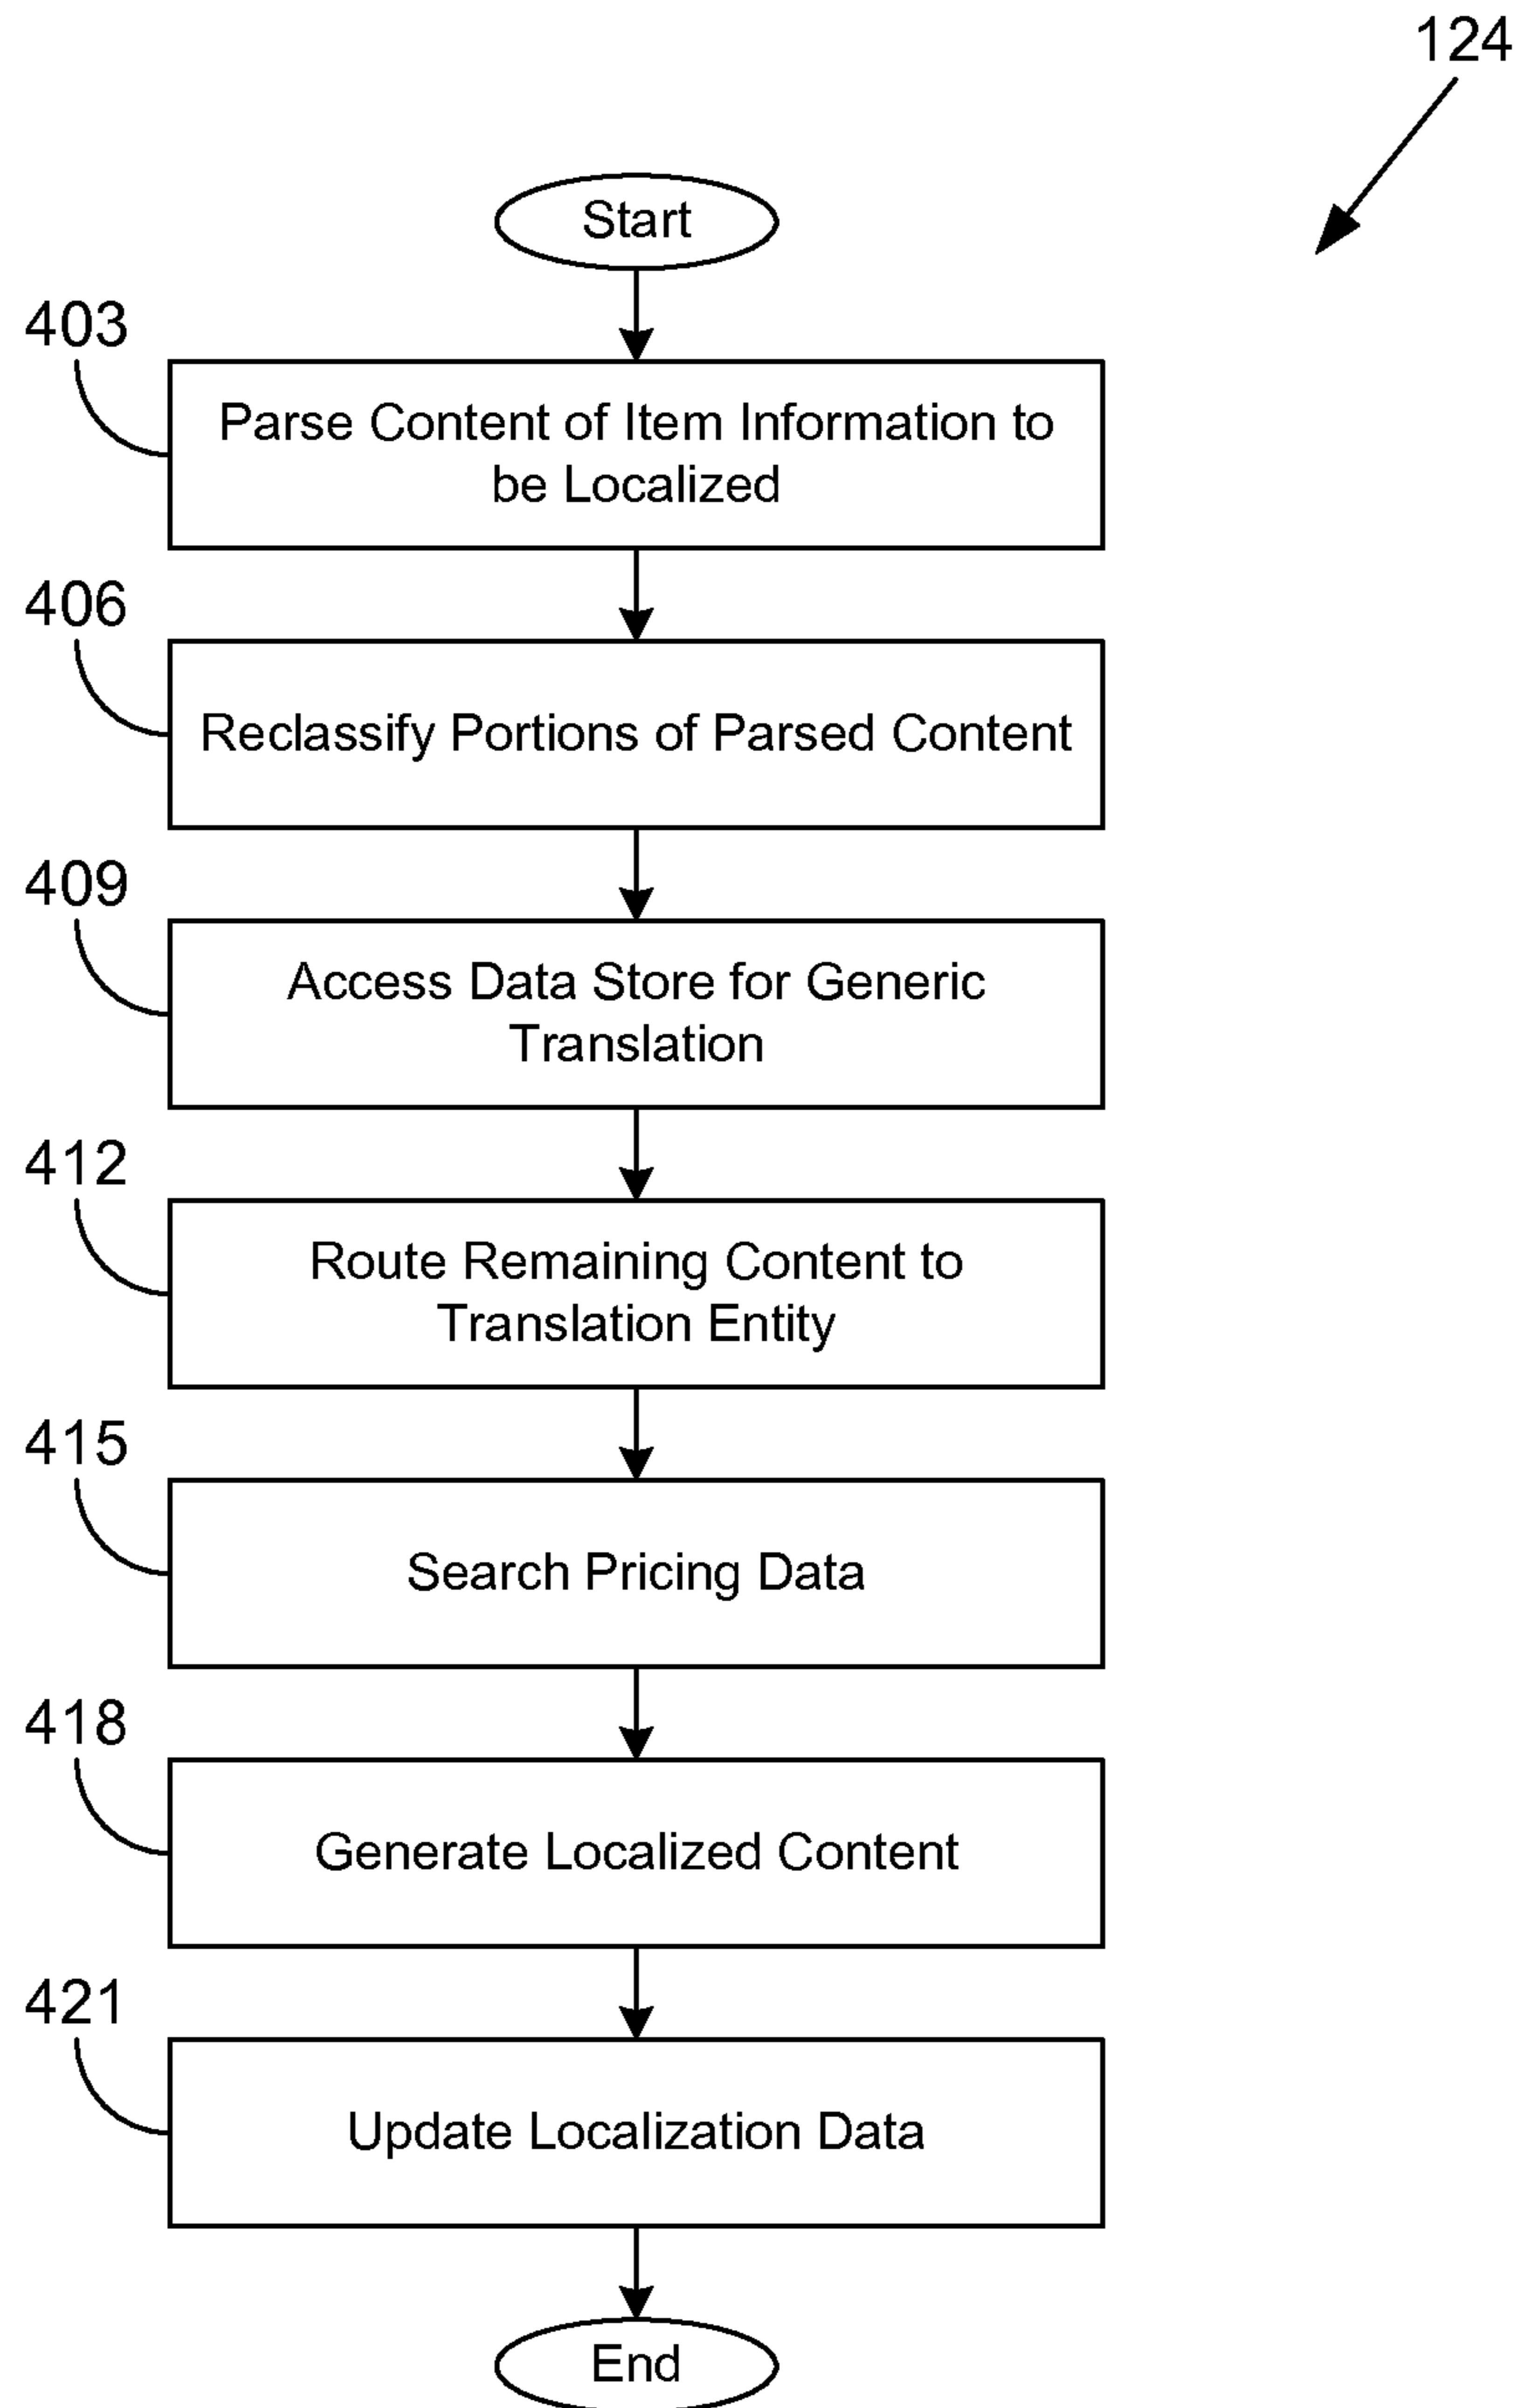 124
Start
403
Parse Content of Item Information to
be Localized
406
Reclassify Portions of Parsed Content
409
Access Data Store for Generic
Translation
412
Route Remaining Content to
Translation Entity
415
Search Pricing Data
418
Generate Localized Content
421
Update Localization Data
End